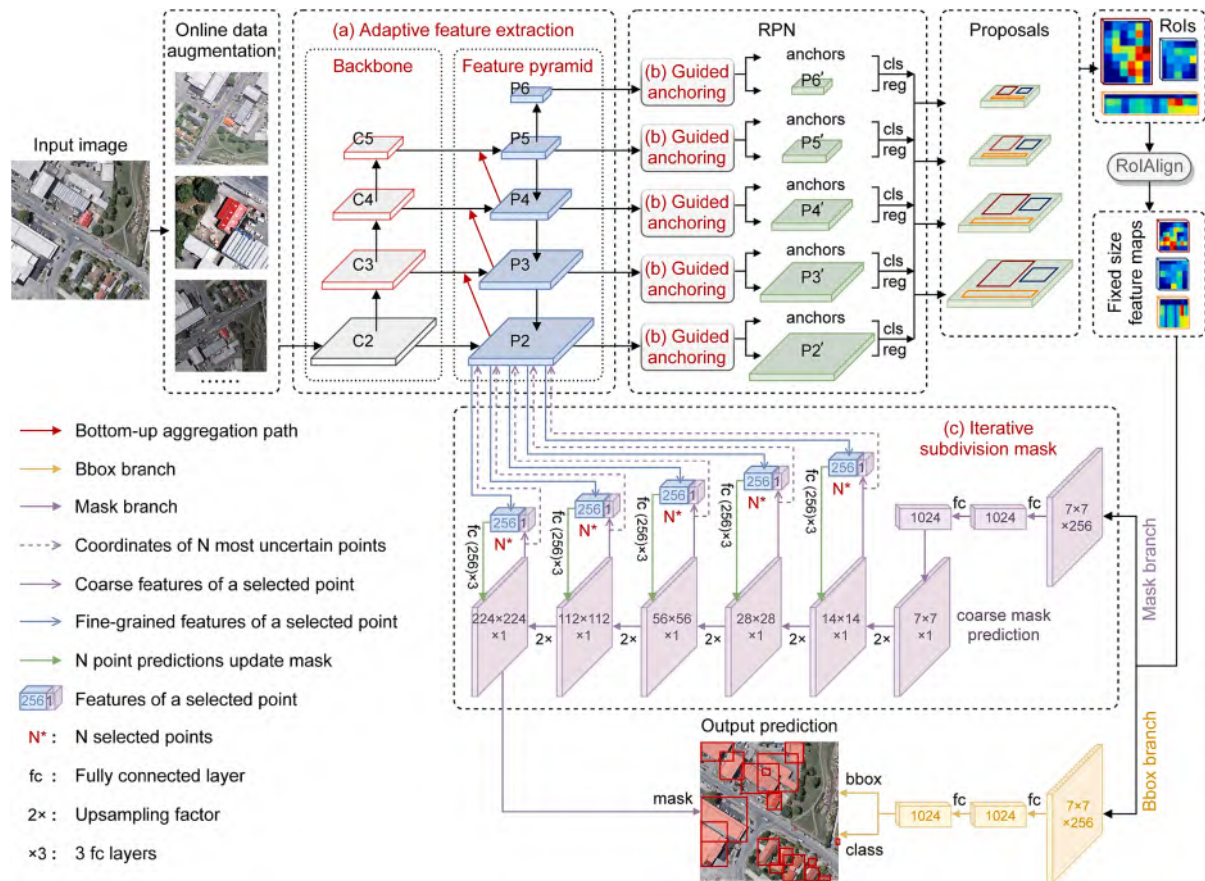 Input image
Online data
augmentation
......
(a) Adaptive feature extraction
Backbone
Feature pyramid
C5
C4
C3
C2
P6
P5
P4
P3
P2
RPN
(b) Guided
anchoring
anchors
P6′
cls
reg
(b) Guided
anchoring
anchors
P5′
cls
reg
(b) Guided
anchoring
anchors
P4′
cls
reg
(b) Guided
anchoring
anchors
P3′
cls
reg
(b) Guided
anchoring
anchors
P2′
cls
reg
Proposals
RoIs
RoIAlign
Fixed size
feature maps
Bottom-up aggregation path
Bbox branch
Mask branch
Coordinates of N most uncertain points
Coarse features of a selected point
Fine-grained features of a selected point
N point predictions update mask
256 1 Features of a selected point
N* : N selected points
fc : Fully connected layer
2× : Upsampling factor
×3 : 3 fc layers
(c) Iterative
subdivision mask
256 1
N*
fc (256)×3
256 1
N*
fc (256)×3
256 1
N*
fc (256)×3
256 1
N*
fc (256)×3
256 1
N*
fc (256)×3
224×224
×1
2×
112×112
×1
2×
56×56
×1
2×
28×28
×1
2×
14×14
×1
2×
7×7
×1
coarse mask
prediction
1024
fc
1024
fc
7×7
×256
Mask branch
Output prediction
mask
bbox
class
1024
fc
1024
fc
7×7
×256
Bbox branch